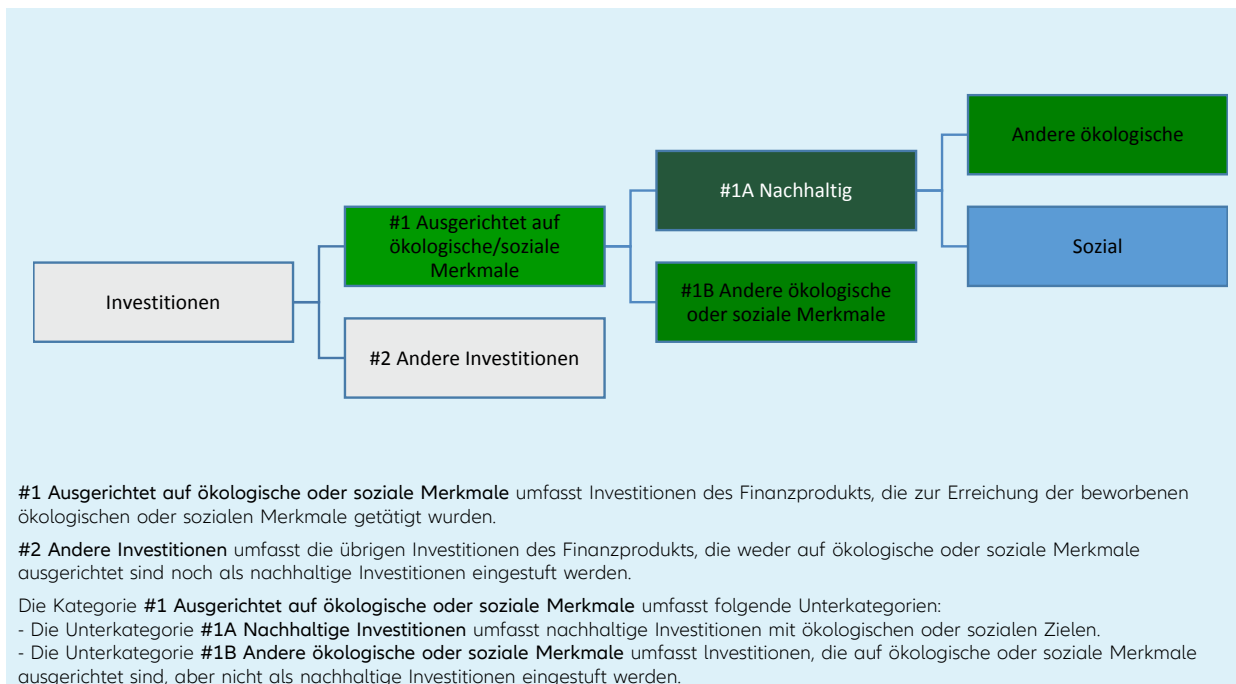 Andere ökologische
#1A Nachhaltig
#1 Ausgerichtet auf
ökologische/soziale
Merkmale
Sozial
Investitionen
#1B Andere ökologische
oder soziale Merkmale
#2 Andere Investitionen
#1 Ausgerichtet auf ökologische oder soziale Merkmale umfasst Investitionen des Finanzprodukts, die zur Erreichung der beworbenen
ökologischen oder sozialen Merkmale getätigt wurden.
#2 Andere Investitionen umfasst die übrigen Investitionen des Finanzprodukts, die weder auf ökologische oder soziale Merkmale
ausgerichtet sind noch als nachhaltige Investitionen eingestuft werden.
Die Kategorie #1 Ausgerichtet auf ökologische oder soziale Merkmale umfasst folgende Unterkategorien:
- Die Unterkategorie #1A Nachhaltige Investitionen umfasst nachhaltige Investitionen mit ökologischen oder sozialen Zielen.
- Die Unterkategorie #1B Andere ökologische oder soziale Merkmale umfasst lnvestitionen, die auf ökologische oder soziale Merkmale
ausgerichtet sind, aber nicht als nachhaltige Investitionen eingestuft werden.